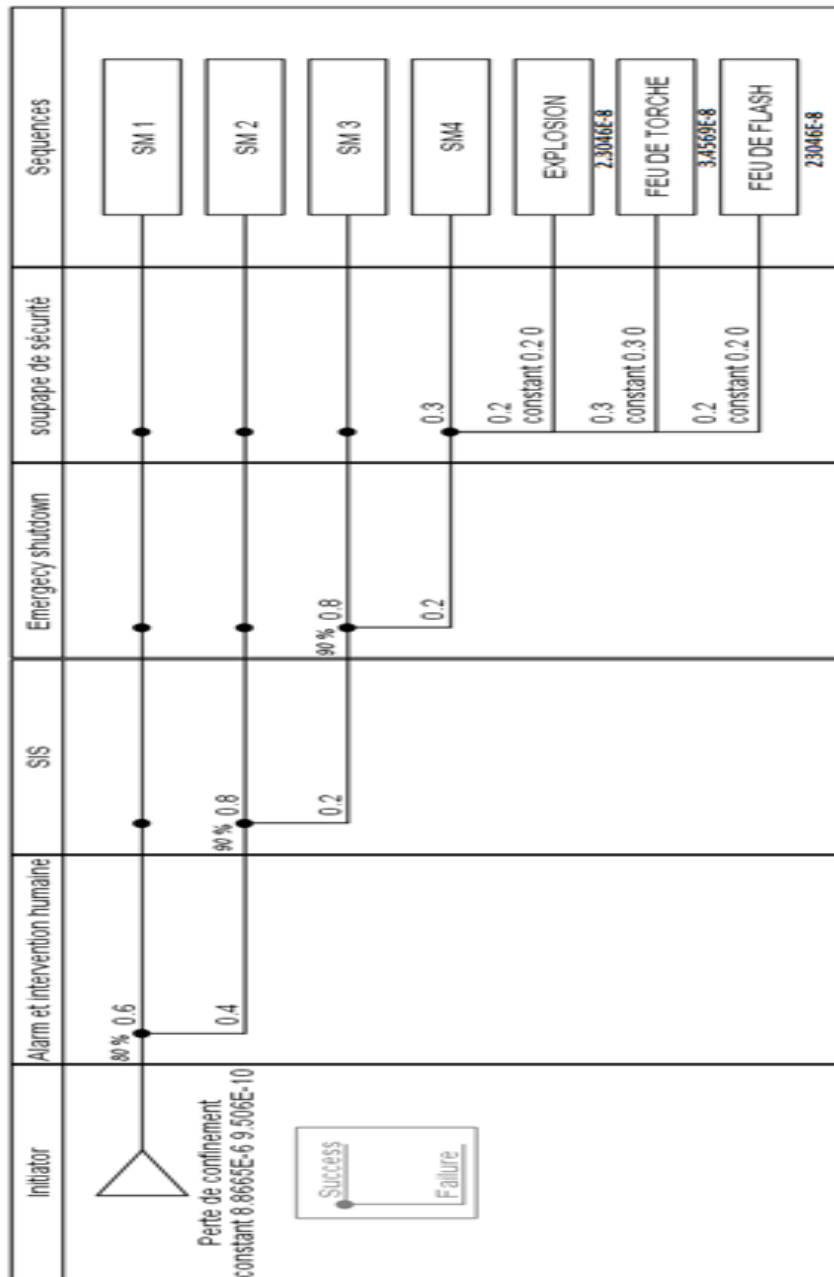 Initiator
Alarm et intervention humaine
SIS
Emergecy shutdown
soupape de sécurité
Séquences
80 % 0.6
0.4
90 % 0.8
0.2
90 % 0.8
0.2
0.3
0.2
constant 0.2 0
0.3
constant 0.3 0
0.2
constant 0.2 0
SM 1
SM 2
SM 3
SM4
EXPLOSION
2.3046E-8
FEU DE TORCHE
3.4569E-8
FEU DE FLASH
23046E-8
Perte de confinement
constant 8.8665E-6 9.506E-10
Success
Failure